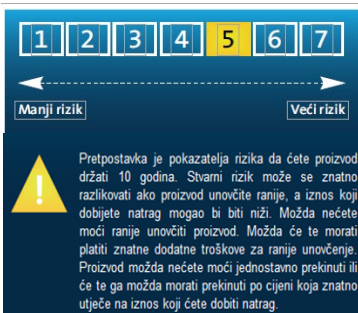 1 2 3 4 5 6 7
Manji rizik Veći rizik
Pretpostavka je pokazatelja rizika da ćete proizvod
držati 10 godina. Stvarni rizik može se znatno
razlikovati ako proizvod unovčite ranije, a iznos koji
dobijete natrag mogao bi biti niži. Možda nećete
moći ranije unovčiti proizvod. Možda će te morati
platiti znatne dodatne troškove za ranije unovčenje.
Proizvod možda nećete moći jednostavno prekinuti ili
će te ga možda morati prekinuti po cijeni koja znatno
utječe na iznos koji ćete dobiti natrag.